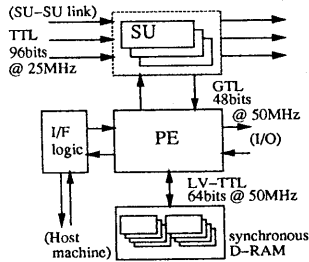 (SU-SU link)
TTL
96bits
@ 25MHz
SU
GTL
48bits
@ 50MHz
(I/O)
I/F
logic
PE
LV-TTL
64bits @ 50MHz
(Host
machine)
synchronous
D-RAM